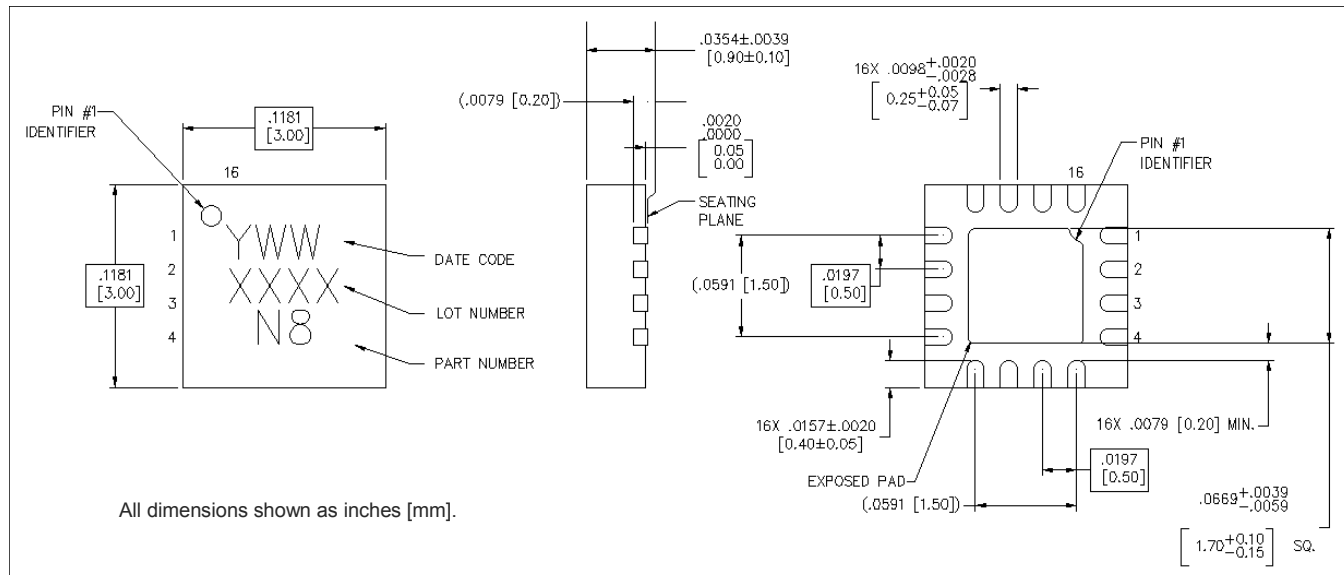 .0354±.0039
[0.90±0.10]
16X .0098+.0020
-.0028
[0.25+0.05
-0.07]
(.0079 [0.20])
PIN #1
IDENTIFIER
.1181
[3.00]
.0020
.0000
[0.05
0.00]
PIN #1
IDENTIFIER
16
16
SEATING
PLANE
1
YWW
DATE CODE
1
2
XXXX
.1181
[3.00]
(.0591 [1.50])
.0197
[0.50]
2
3
LOT NUMBER
3
4
N8
4
PART NUMBER
16X .0157±.0020
[0.40±0.05]
16X .0079 [0.20] MIN.
EXPOSED PAD
.0197
[0.50]
(.0591 [1.50])
.0669+.0039
-.0059
[1.70+0.10
-0.15] SQ.
All dimensions shown as inches [mm].